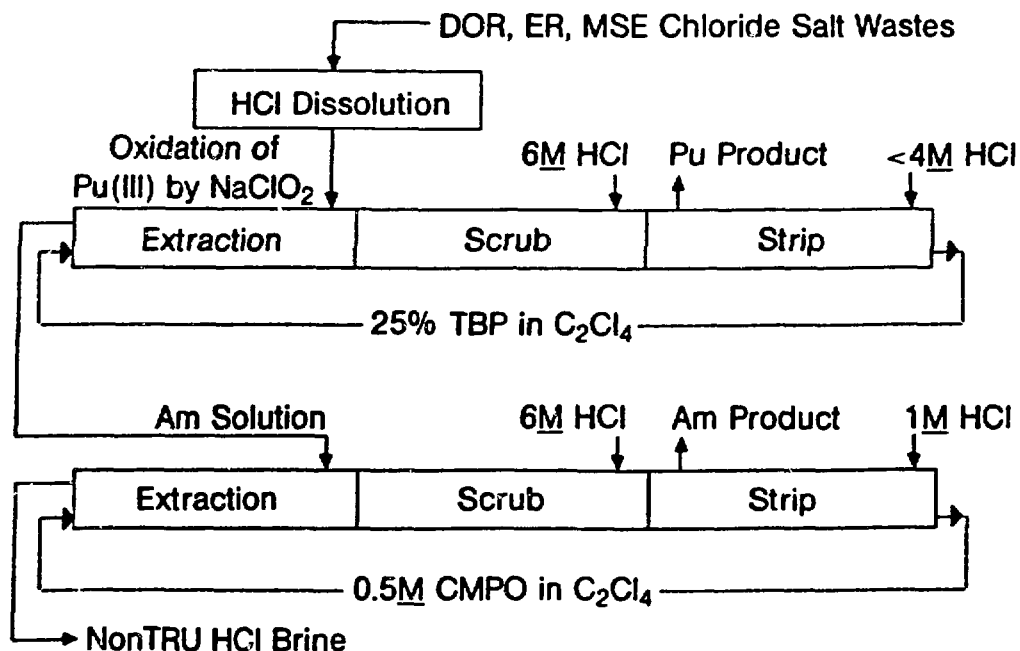 DOR, ER, MSE Chloride Salt Wastes
HCl Dissolution
Oxidation of
Pu(III) by NaClO₂
6M HCl
Pu Product
<4M HCl
Extraction
Scrub
Strip
25% TBP in C₂Cl₄
Am Solution
6M HCl
Am Product
1M HCl
Extraction
Scrub
Strip
0.5M CMPO in C₂Cl₄
NonTRU HCl Brine